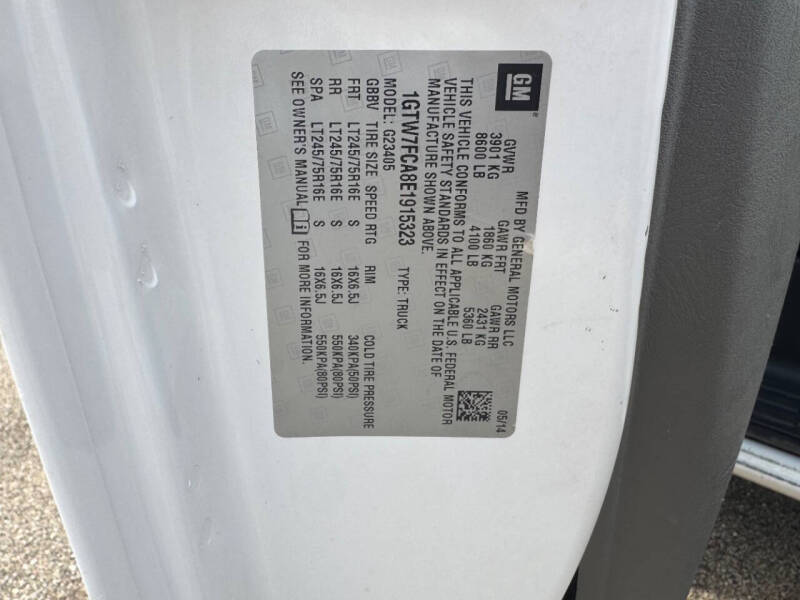 GM
MFD BY GENERAL MOTORS LLC
05/14
GVWR GAWR FRT GAWR RR
3901 KG 1860 KG 2431 KG
8600 LB 4100 LB 5360 LB
THIS VEHICLE CONFORMS TO ALL APPLICABLE U.S. FEDERAL MOTOR
VEHICLE SAFETY STANDARDS IN EFFECT ON THE DATE OF
MANUFACTURE SHOWN ABOVE.
1GTW7FCA8E1915323 TYPE: TRUCK
MODEL: G23405
GBBV TIRE SIZE SPEED RTG RIM COLD TIRE PRESSURE
FRT LT245/75R16E S 16X6.5J 340KPA(50PSI)
RR LT245/75R16E S 16X6.5J 550KPA(80PSI)
SPA LT245/75R16E S 16X6.5J 550KPA(80PSI)
SEE OWNER'S MANUAL i FOR MORE INFORMATION.